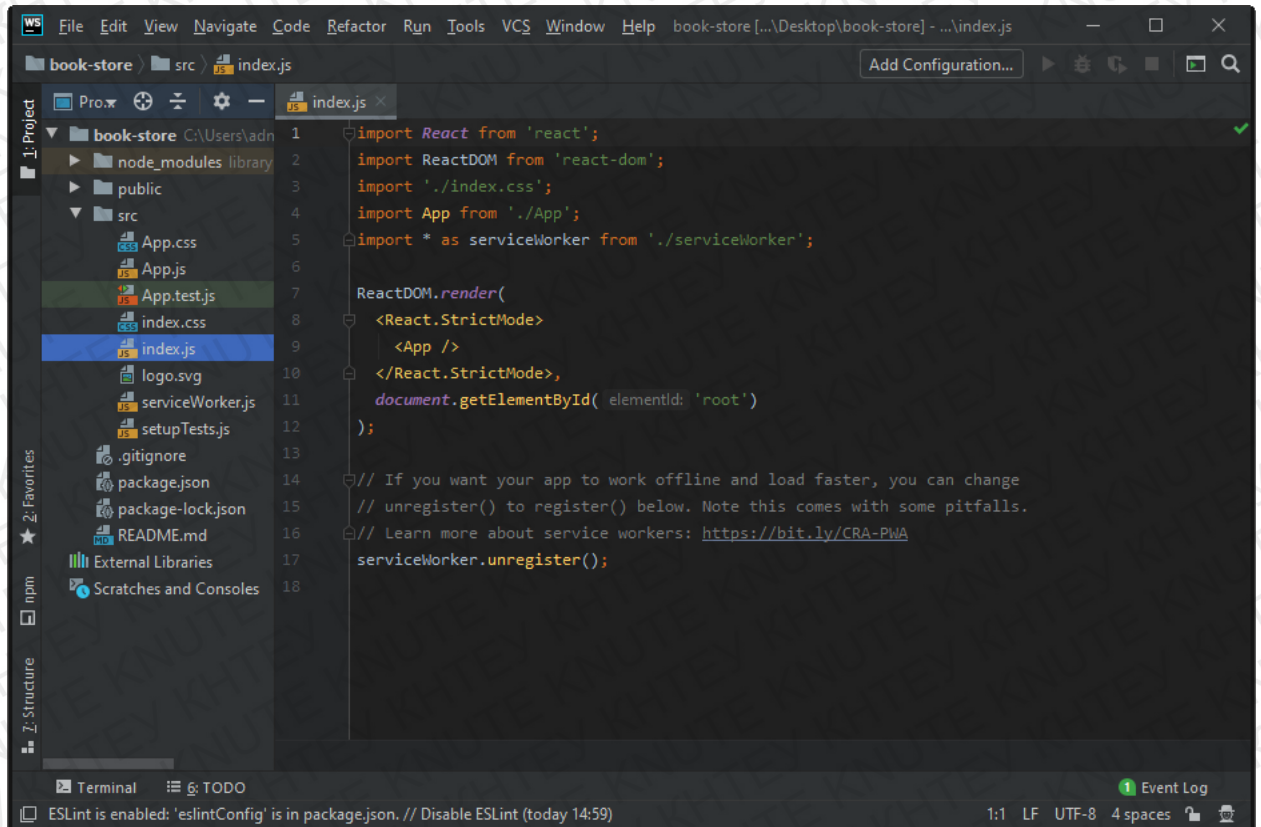 WS File Edit View Navigate Code Refactor Run Tools VCS Window Help book-store [...\Desktop\book-store] - ...\index.js
book-store src index.js Add Configuration...
1: Project
Pro.. index.js
book-store C:\Users\adn
node_modules library
public
src
App.css
App.js
App.test.js
index.css
index.js
logo.svg
serviceWorker.js
setupTests.js
.gitignore
package.json
package-lock.json
README.md
External Libraries
Scratches and Consoles
2: Favorites
npm
7: Structure
1 import React from 'react';
2 import ReactDOM from 'react-dom';
3 import './index.css';
4 import App from './App';
5 import * as serviceWorker from './serviceWorker';
6
7 ReactDOM.render(
8 <React.StrictMode>
9 <App />
10 </React.StrictMode>,
11 document.getElementById( elementId: 'root')
12 );
13
14 // If you want your app to work offline and load faster, you can change
15 // unregister() to register() below. Note this comes with some pitfalls.
16 // Learn more about service workers: https://bit.ly/CRA-PWA
17 serviceWorker.unregister();
18
Terminal 6: TODO 1 Event Log
ESLint is enabled: 'eslintConfig' is in package.json. // Disable ESLint (today 14:59) 1:1 LF UTF-8 4 spaces